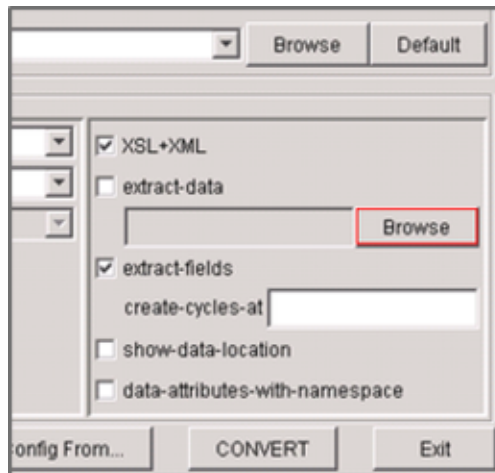 Browse Default
XSL+XML
extract-data
Browse
extract-fields
create-cycles-at
show-data-location
data-attributes-with-namespace
From... CONVERT Exit